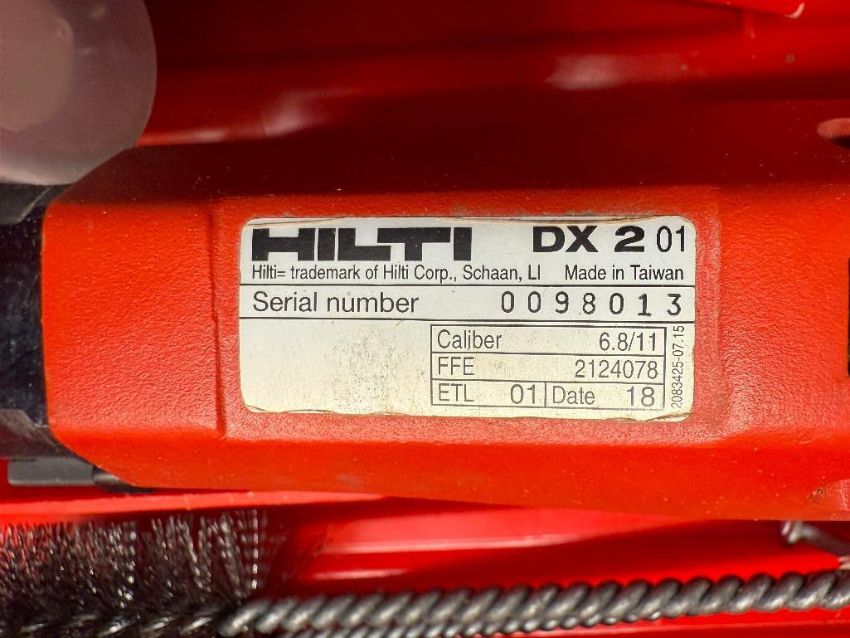 HILTI DX 2 01
Hilti= trademark of Hilti Corp., Schaan, LI Made in Taiwan
Serial number 0098013
Caliber 6.8/11
FFE 2124078
ETL 01 Date 18
2083425-07.15